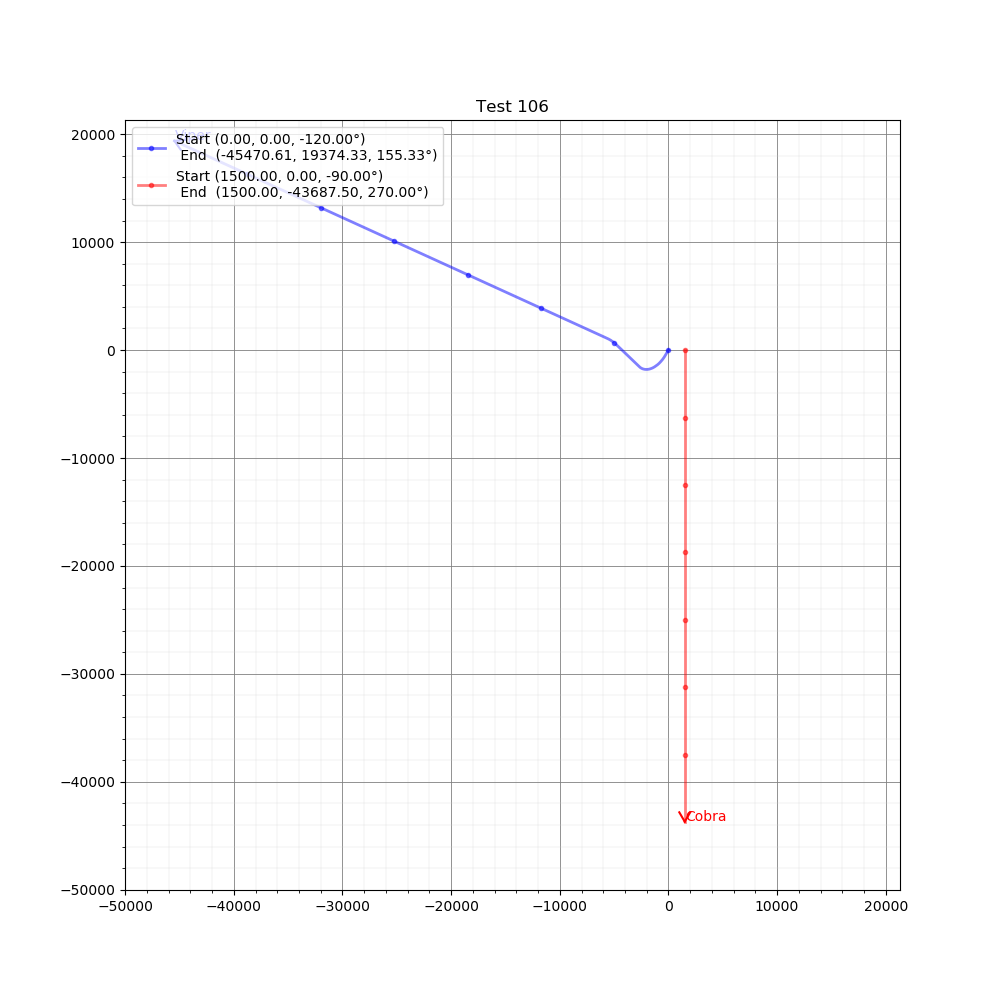 Test 106
Start (0.00, 0.00, -120.00°)
End (-45470.61, 19374.33, 155.33°)
Start (1500.00, 0.00, -90.00°)
End (1500.00, -43687.50, 270.00°)
20000
10000
0
−10000
−20000
−30000
−40000
−50000
Cobra
−50000 −40000 −30000 −20000 −10000 0 10000 20000